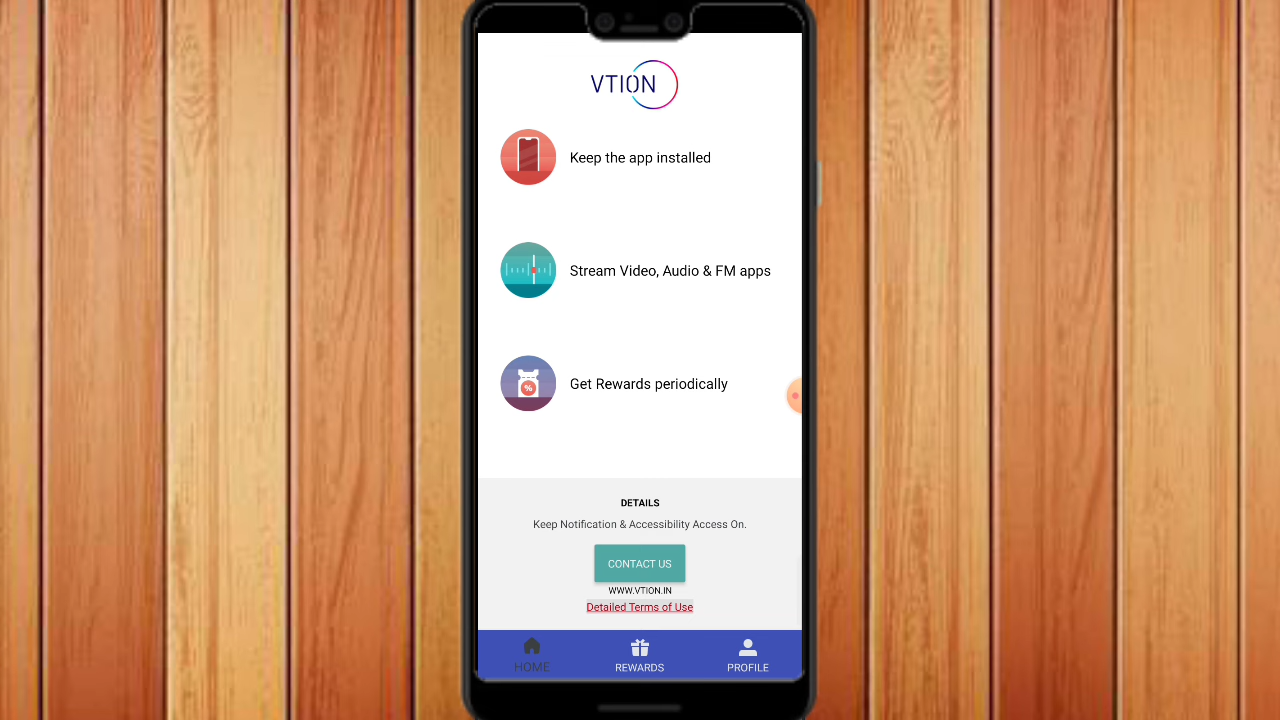 VTION
Keep the app installed
Stream Video, Audio & FM apps
%
Get Rewards periodically
DETAILS
Keep Notification & Accessibility Access On.
CONTACT US
WWW.VTION.IN
Detailed Terms of Use
HOME
REWARDS
PROFILE